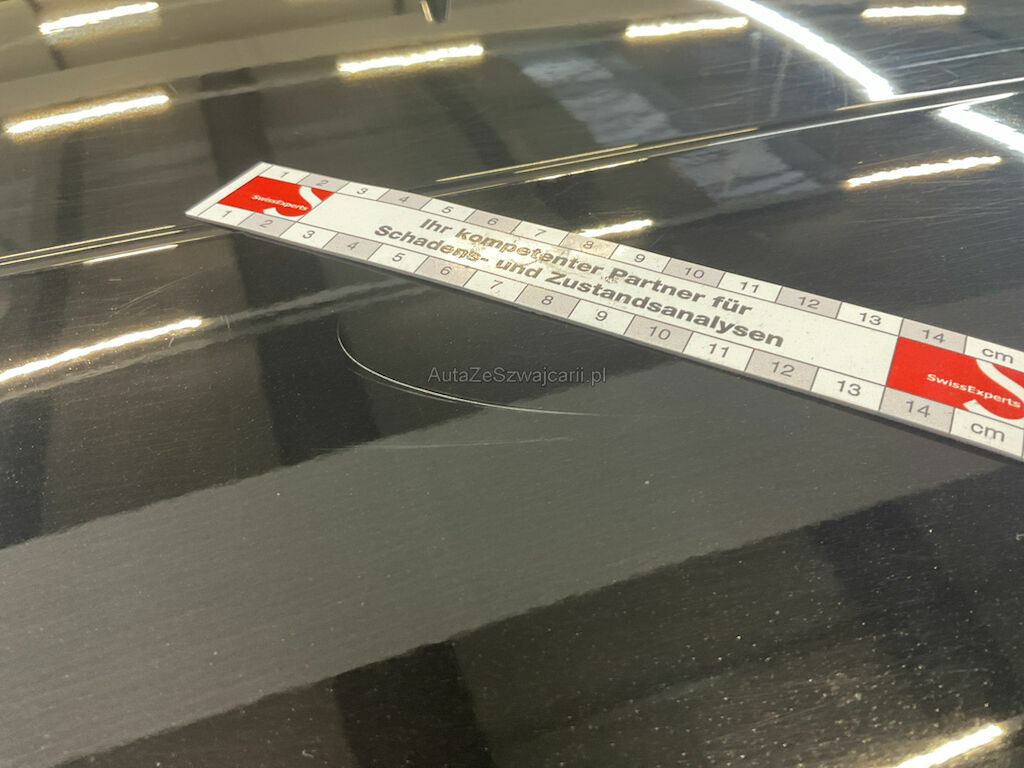 1 2 3 4 5 6 7 8 9 10 11 12 13 14 cm
SwissExperts
Ihr kompetenter Partner für
Schadens- und Zustandsanalysen
SwissExperts
1 2 3 4 5 6 7 8 9 10 11 12 13 14 cm
AutaZeSzwajcarii.pl